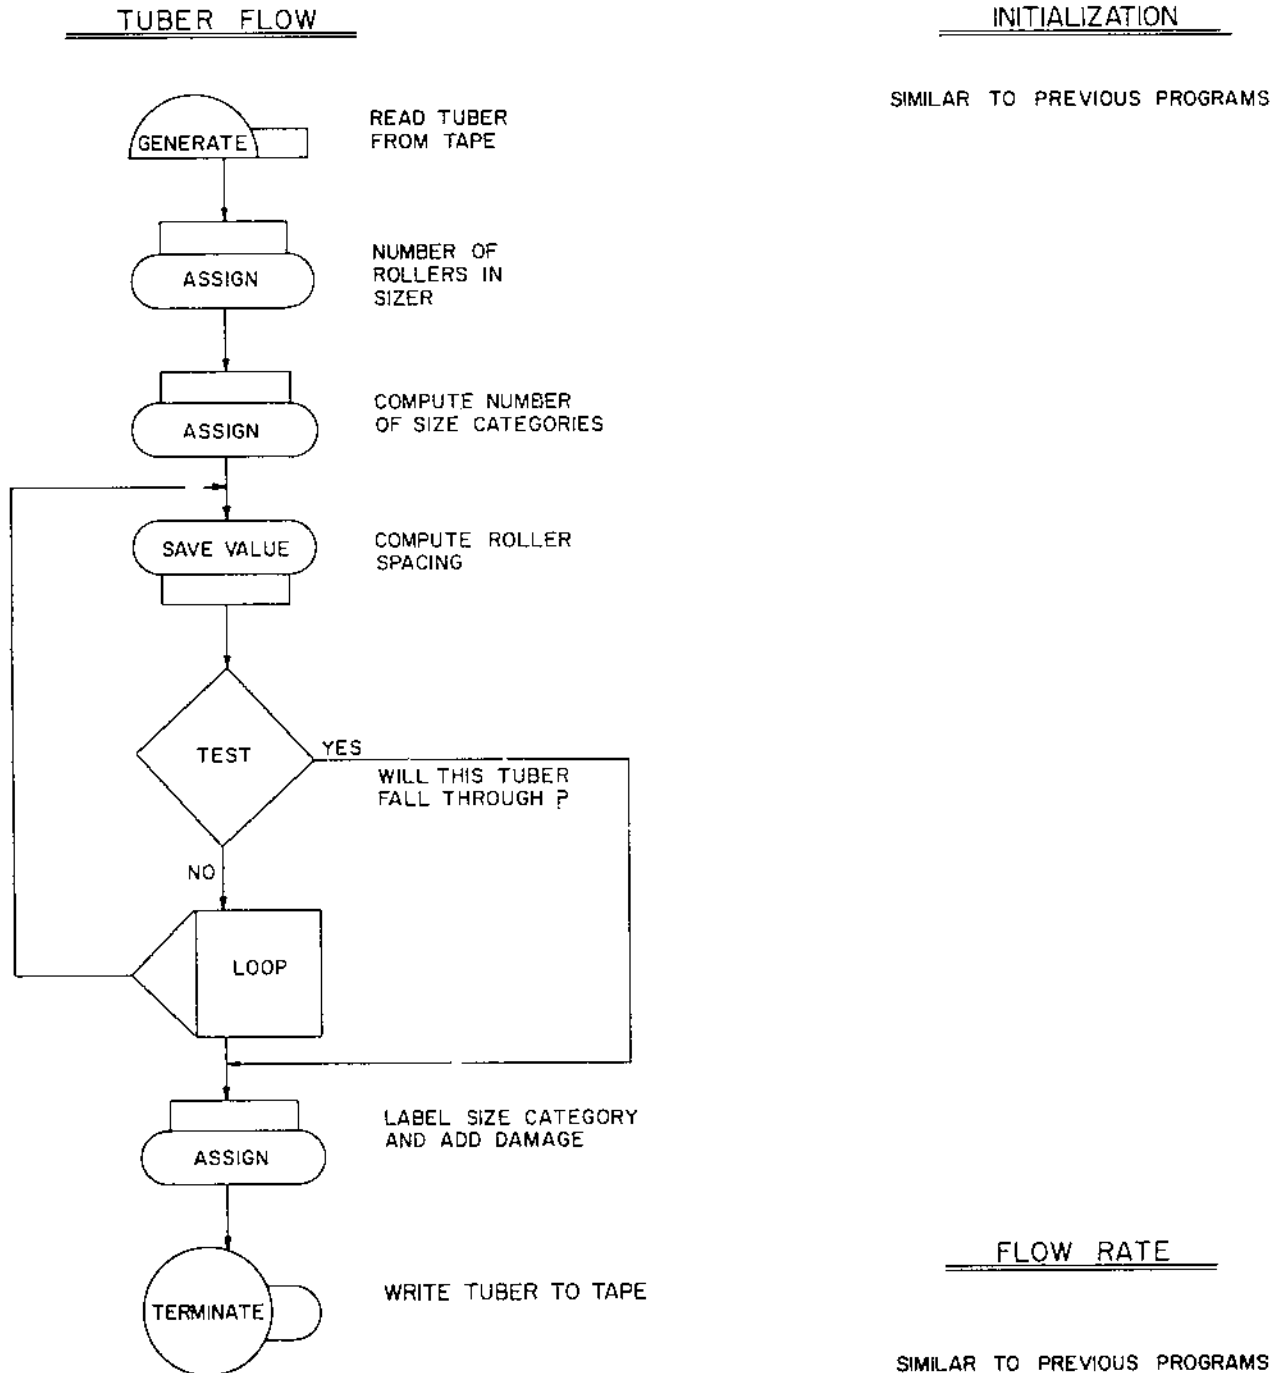 TUBER FLOW
INITIALIZATION
SIMILAR TO PREVIOUS PROGRAMS
GENERATE
READ TUBER
FROM TAPE
ASSIGN
NUMBER OF
ROLLERS IN
SIZER
ASSIGN
COMPUTE NUMBER
OF SIZE CATEGORIES
SAVE VALUE
COMPUTE ROLLER
SPACING
TEST
YES
WILL THIS TUBER
FALL THROUGH ?
NO
LOOP
LABEL SIZE CATEGORY
AND ADD DAMAGE
ASSIGN
TERMINATE
WRITE TUBER TO TAPE
FLOW RATE
SIMILAR TO PREVIOUS PROGRAMS